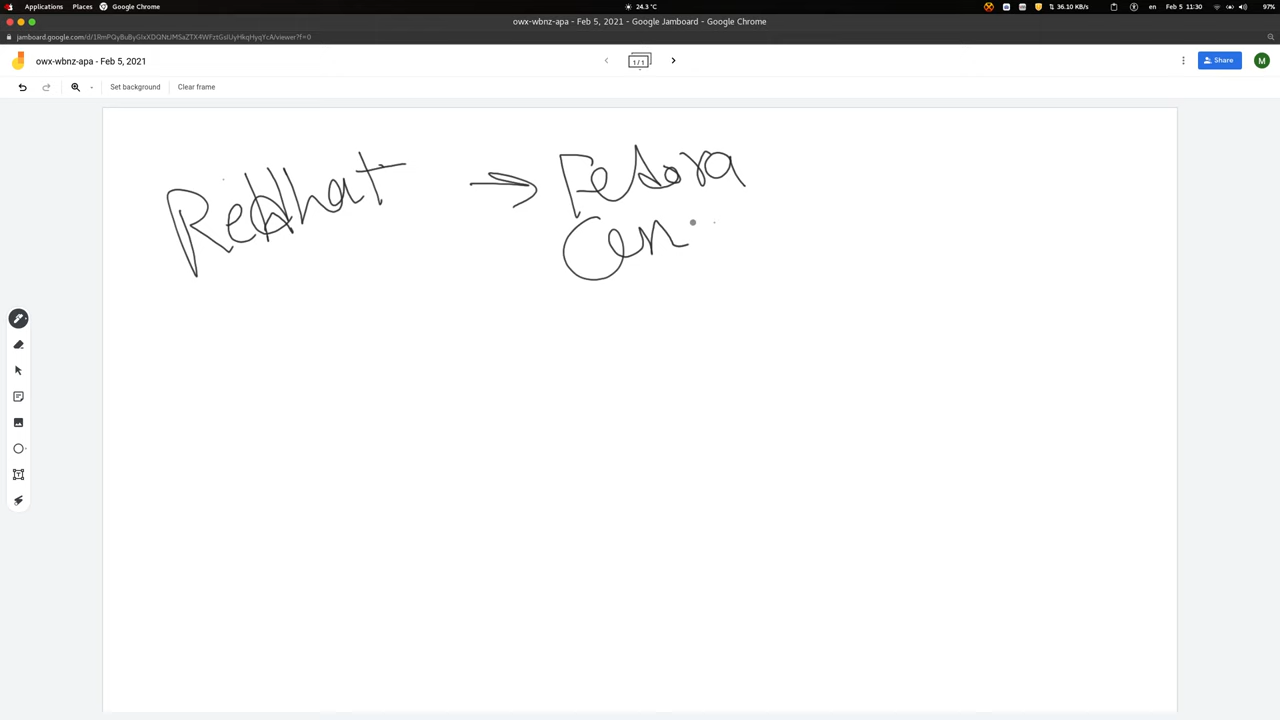 Applications Places Google Chrome 24.3 °C 36.10 KB/s en Feb 5 11:30 97%
owx-wbnz-apa - Feb 5, 2021 - Google Jamboard - Google Chrome
owx-wbnz-apa - Feb 5, 2021
1/1
Share
M
Set background Clear frame
Redhat → Fedora
Cen